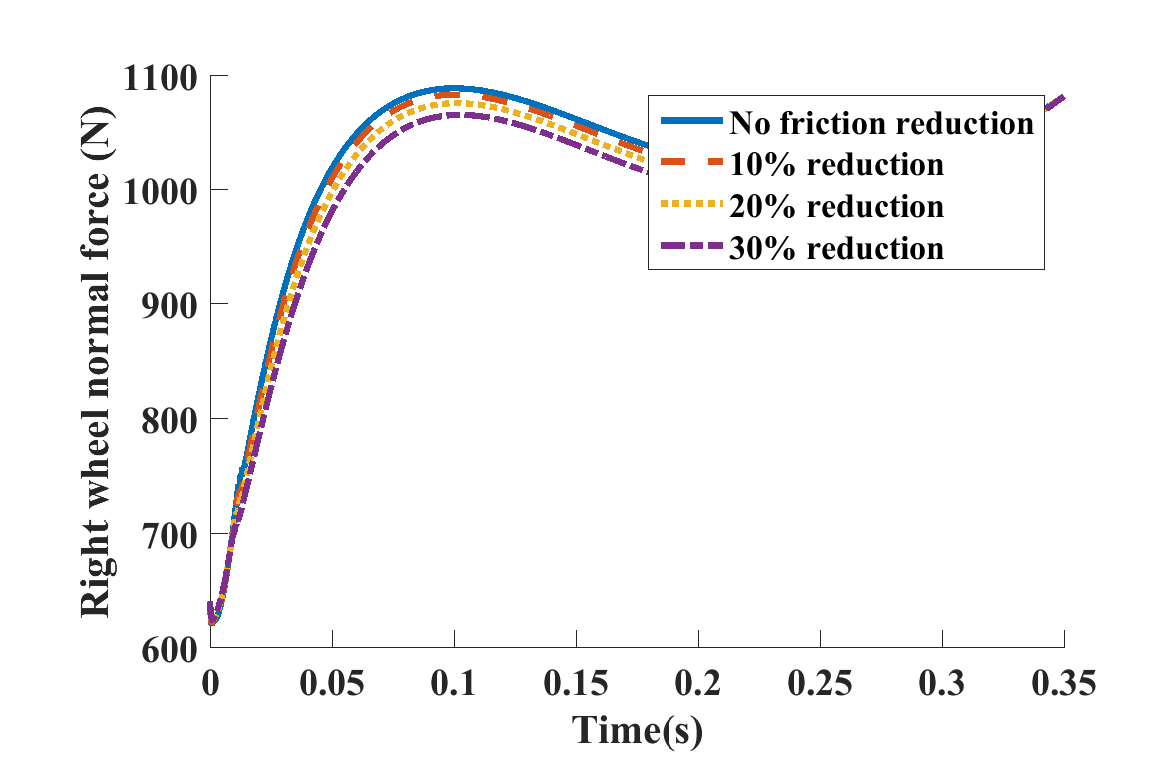 1100
1000
900
800
700
600
Right wheel normal force (N)
No friction reduction
10% reduction
20% reduction
30% reduction
0 0.05 0.1 0.15 0.2 0.25 0.3 0.35
Time(s)